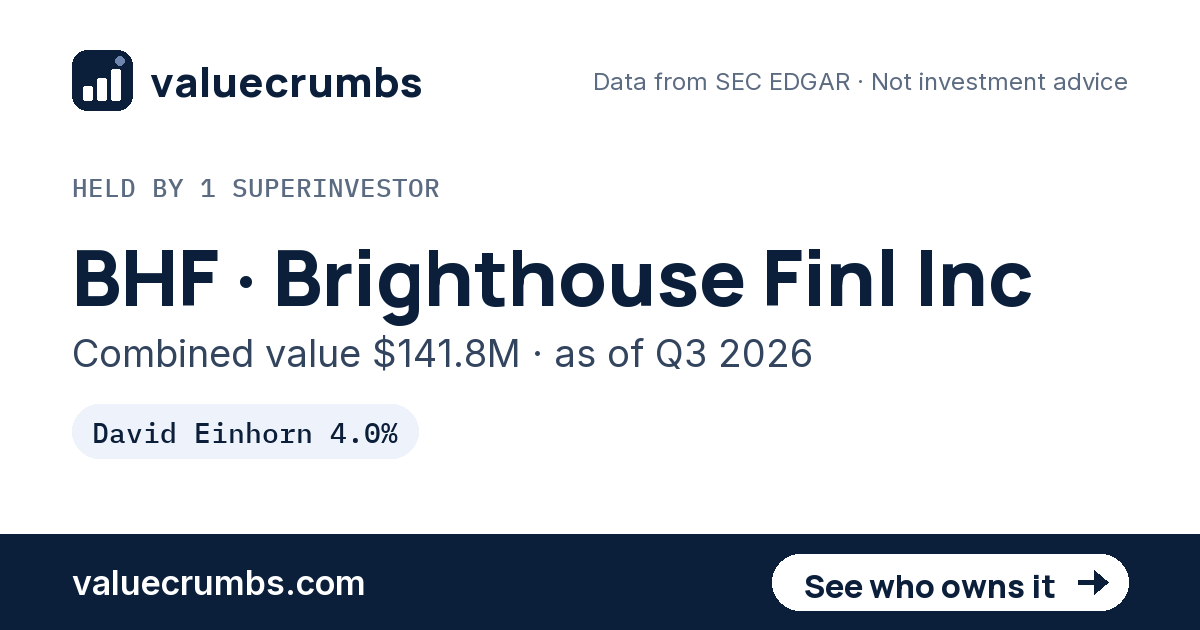 valuecrumbs
Data from SEC EDGAR · Not investment advice
HELD BY 1 SUPERINVESTOR
BHF · Brighthouse Finl Inc
Combined value $141.8M · as of Q3 2026
David Einhorn 4.0%
valuecrumbs.com
See who owns it →